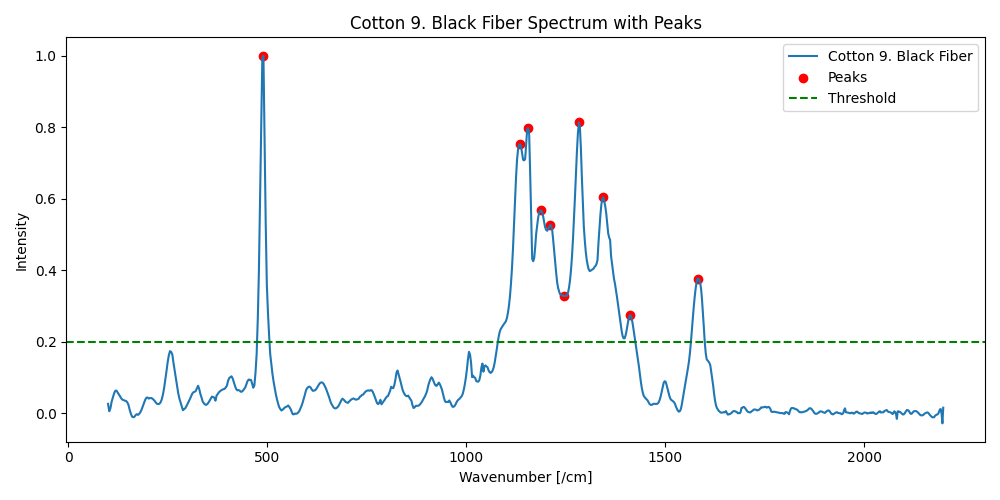 Cotton 9. Black Fiber Spectrum with Peaks
Cotton 9. Black Fiber
Peaks
Threshold
Intensity
1.0
0.8
0.6
0.4
0.2
0.0
0
500
1000
1500
2000
Wavenumber [/cm]